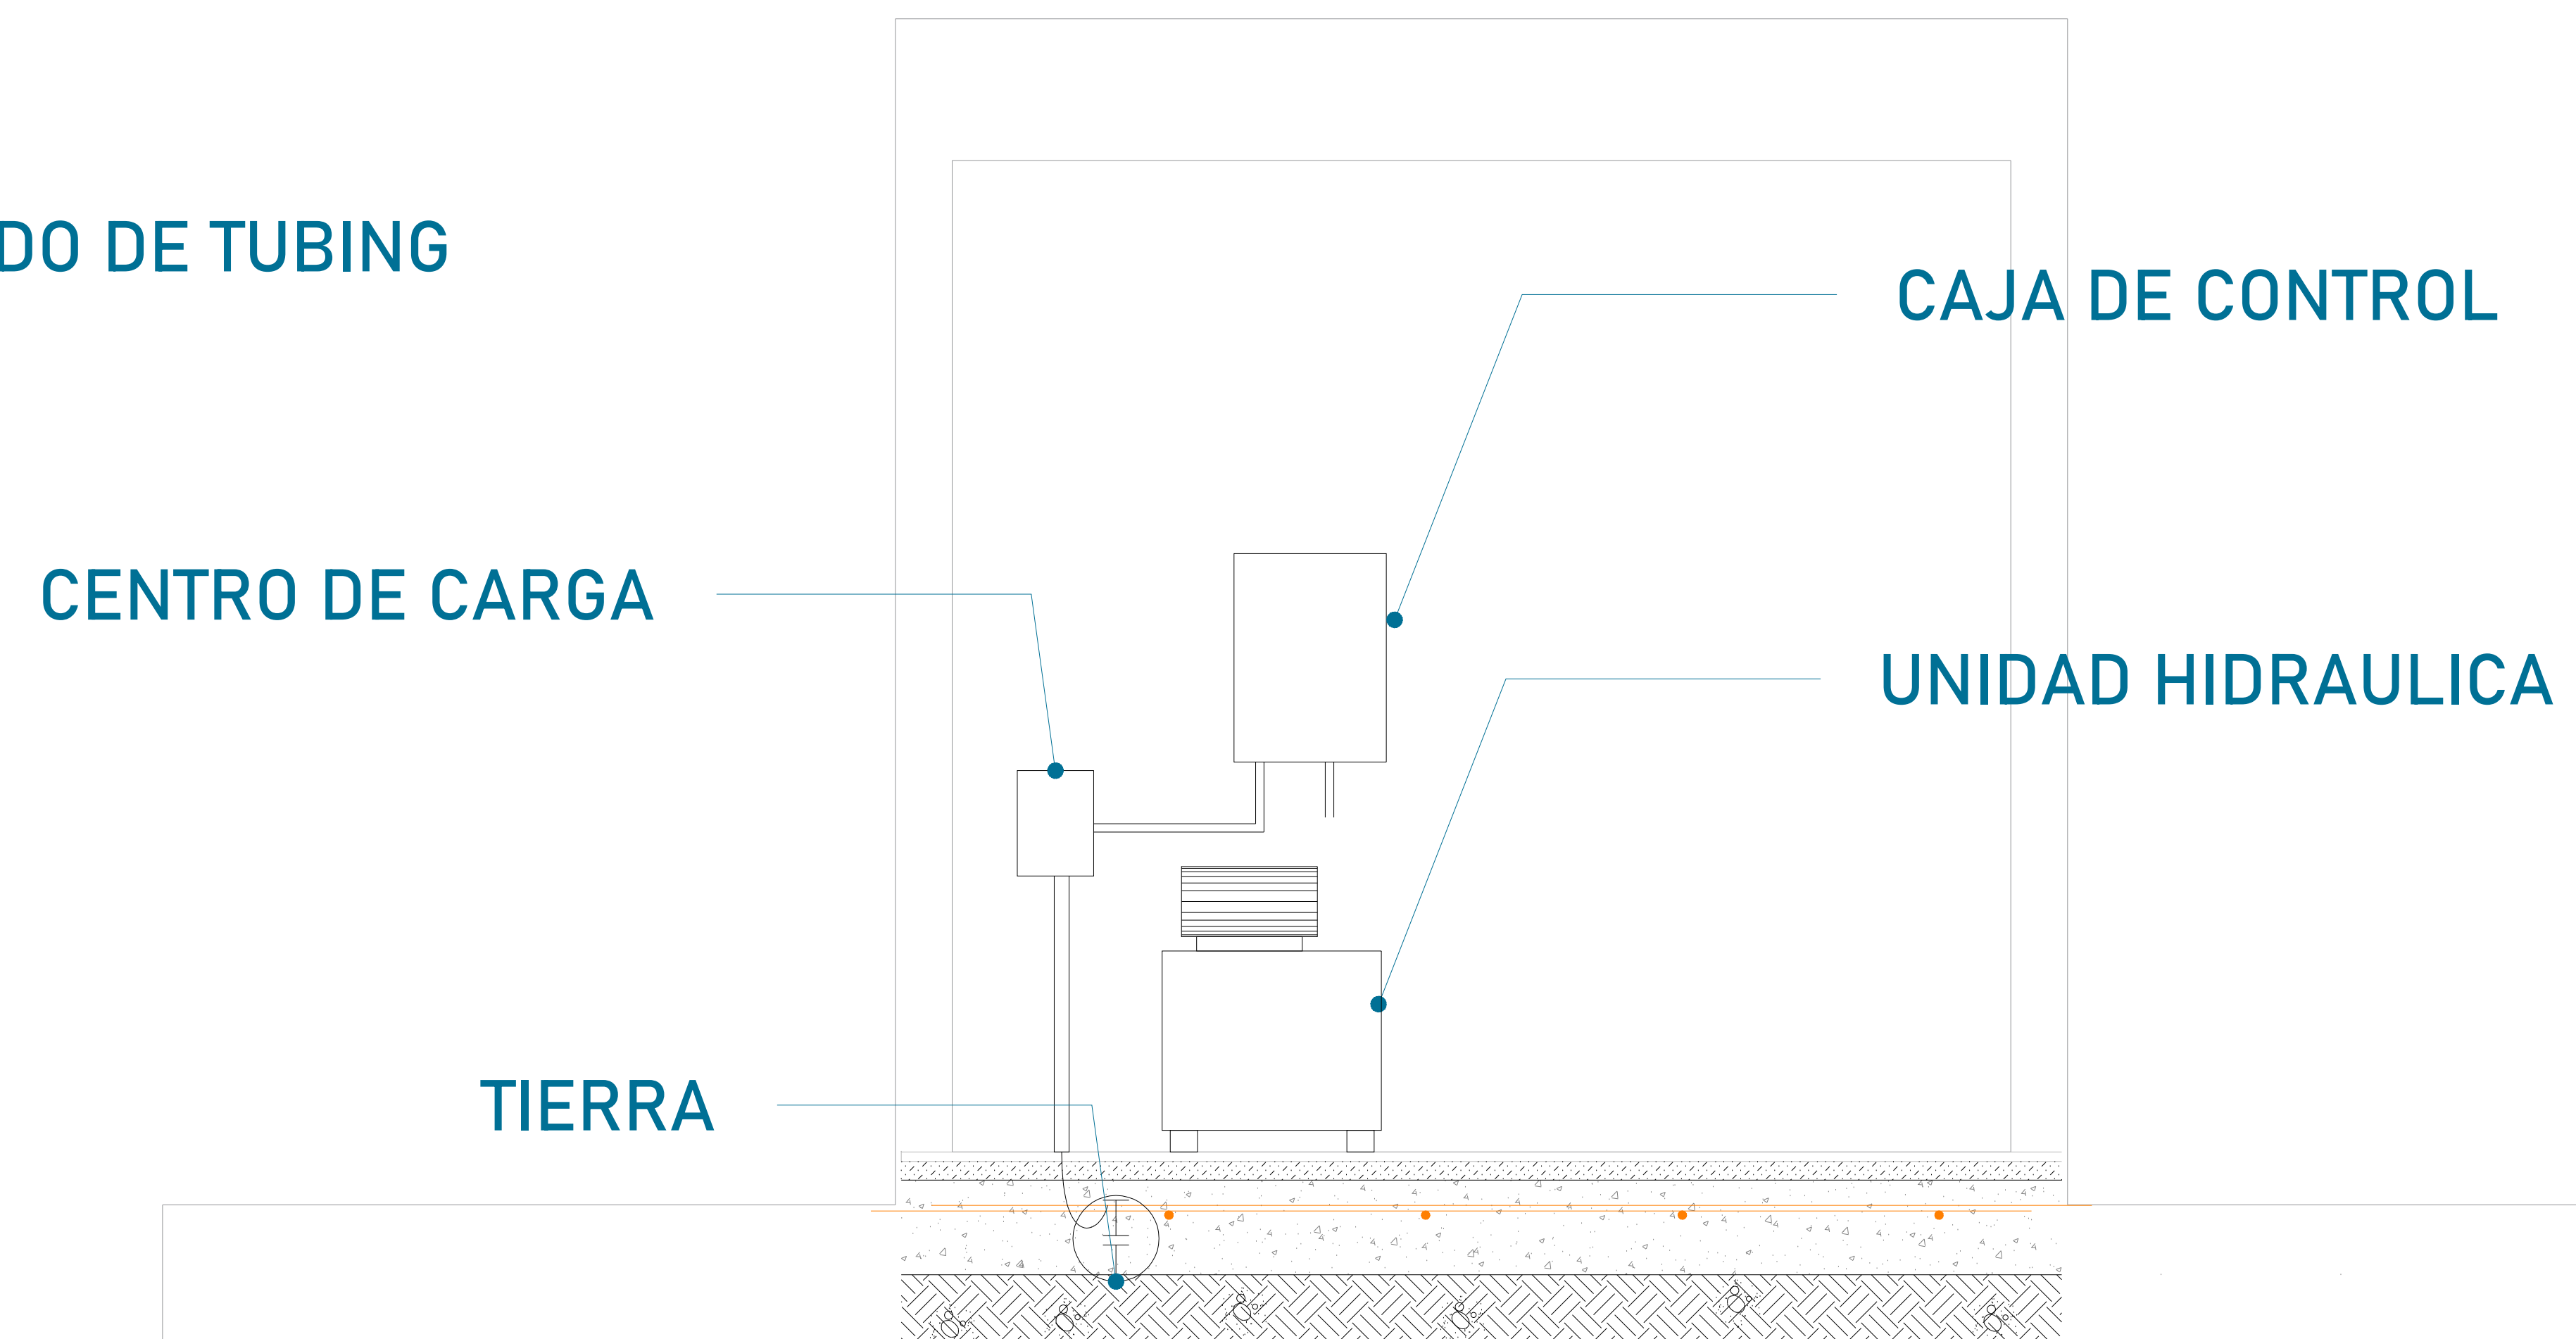 DO DE TUBING
CAJA DE CONTROL
CENTRO DE CARGA
UNIDAD HIDRAULICA
TIERRA